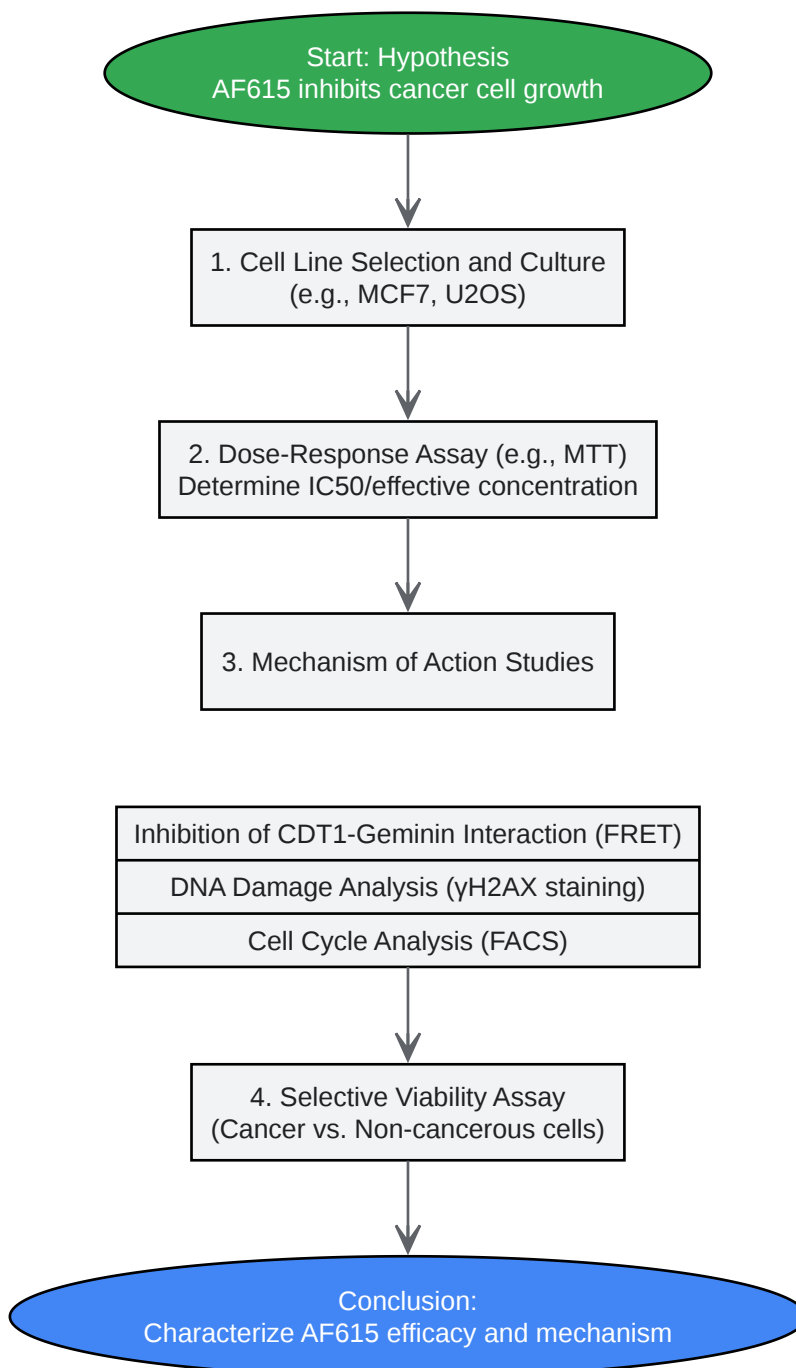 Start: Hypothesis
AF615 inhibits cancer cell growth
1. Cell Line Selection and Culture
(e.g., MCF7, U2OS)
2. Dose-Response Assay (e.g., MTT)
Determine IC50/effective concentration
3. Mechanism of Action Studies
Inhibition of CDT1-Geminin Interaction (FRET)
DNA Damage Analysis (γH2AX staining)
Cell Cycle Analysis (FACS)
4. Selective Viability Assay
(Cancer vs. Non-cancerous cells)
Conclusion:
Characterize AF615 efficacy and mechanism